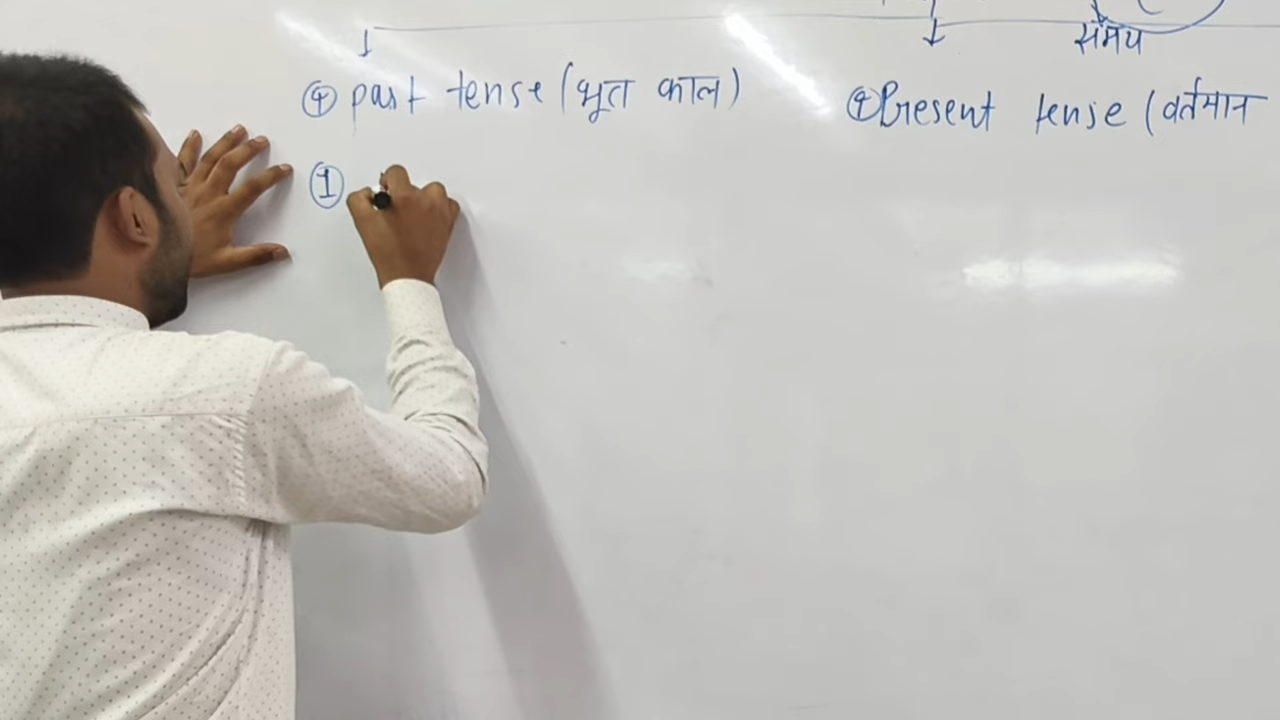 समय
④ past tense (भूत काल)
④ Present tense (वर्तमान
①